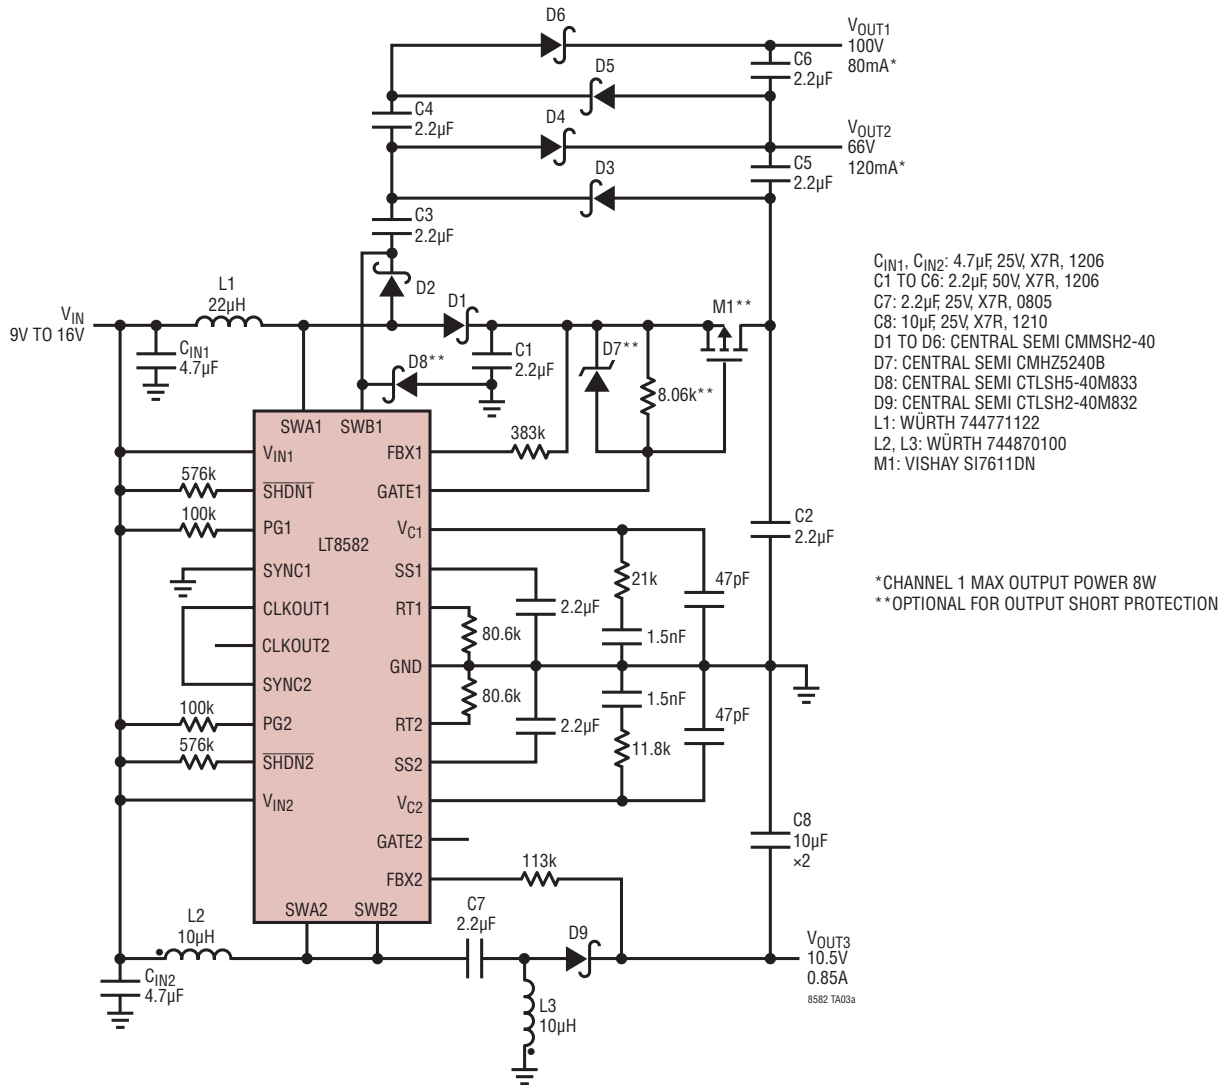 D6
VOUT1
100V
80mA*
C6
2.2µF
D5
C4
2.2µF
D4
VOUT2
66V
120mA*
C5
2.2µF
D3
C3
2.2µF
D2
L1
22µH
D1
M1**
VIN
9V TO 16V
CIN1
4.7µF
C1
2.2µF
D7**
D8**
8.06k**
CIN1, CIN2: 4.7µF, 25V, X7R, 1206
C1 TO C6: 2.2µF, 50V, X7R, 1206
C7: 2.2µF, 25V, X7R, 0805
C8: 10µF, 25V, X7R, 1210
D1 TO D6: CENTRAL SEMI CMMSH2-40
D7: CENTRAL SEMI CMHZ5240B
D8: CENTRAL SEMI CTLSH5-40M833
D9: CENTRAL SEMI CTLSH2-40M832
L1: WÜRTH 744771122
L2, L3: WÜRTH 744870100
M1: VISHAY SI7611DN
SWA1
SWB1
383k
VIN1
FBX1
576k
SHDN1
GATE1
100k
PG1
VC1
C2
2.2µF
LT8582
SYNC1
SS1
21k
47pF
*CHANNEL 1 MAX OUTPUT POWER 8W
**OPTIONAL FOR OUTPUT SHORT PROTECTION
CLKOUT1
RT1
2.2µF
80.6k
1.5nF
CLKOUT2
GND
SYNC2
80.6k
1.5nF
100k
PG2
RT2
2.2µF
47pF
576k
SHDN2
SS2
11.8k
VIN2
VC2
C8
10µF
×2
GATE2
113k
FBX2
SWA2
SWB2
L2
10µH
C7
2.2µF
D9
VOUT3
10.5V
0.85A
8582 TA03a
CIN2
4.7µF
L3
10µH